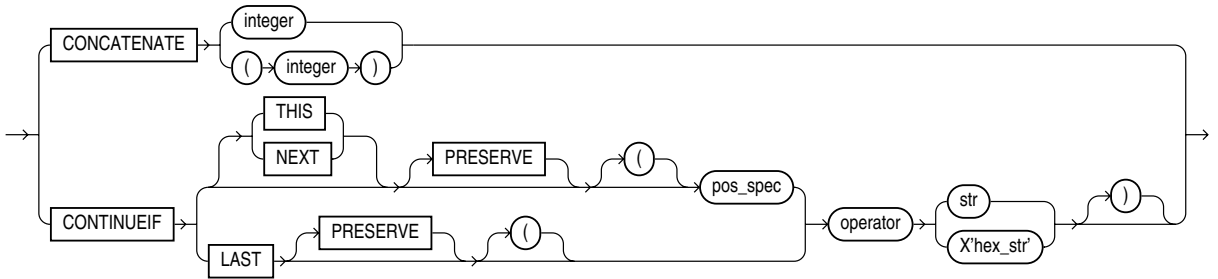 CONCATENATE
integer
( integer )
CONTINUEIF
THIS
NEXT
PRESERVE
(
pos_spec
LAST
PRESERVE
(
operator
str
X'hex_str'
)